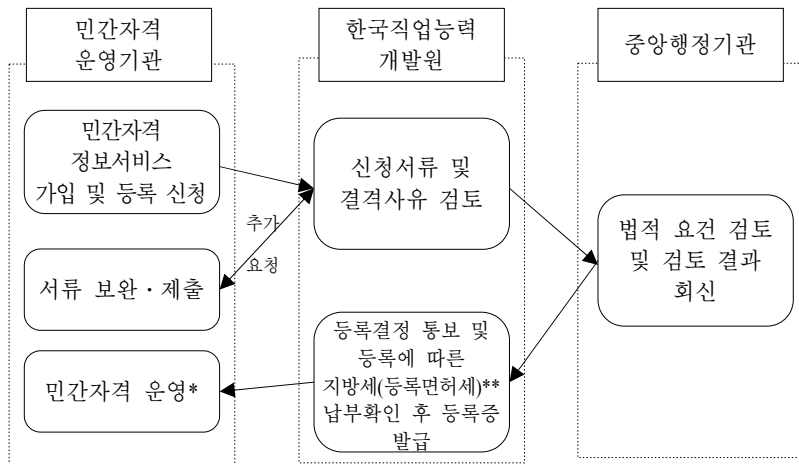 민간자격
운영기관
한국직업능력
개발원
중앙행정기관
민간자격
정보서비스
가입 및 등록 신청
신청서류 및
결격사유 검토
추가
요청
법적 요건 검토
및 검토 결과
회신
서류 보완·제출
등록결정 통보 및
등록에 따른
지방세(등록면허세)**
납부확인 후 등록증
발급
민간자격 운영*